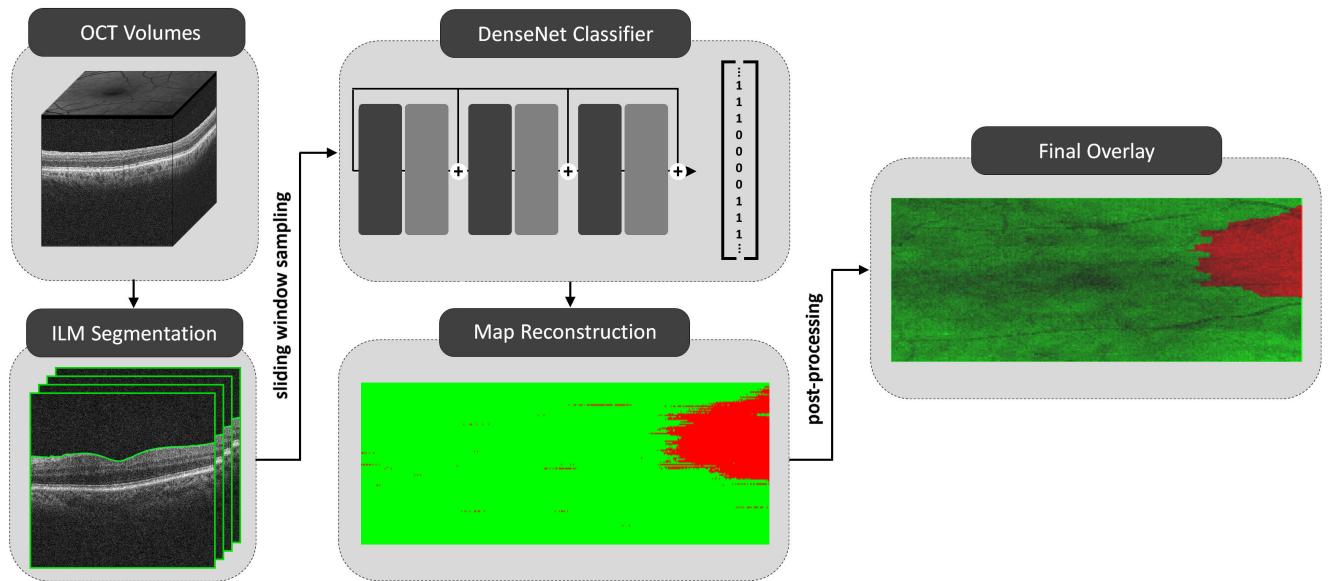 OCT Volumes
ILM Segmentation
sliding window sampling
DenseNet Classifier
+
+
+
...
1
1
1
0
0
0
0
1
1
1
...
Map Reconstruction
post-processing
Final Overlay